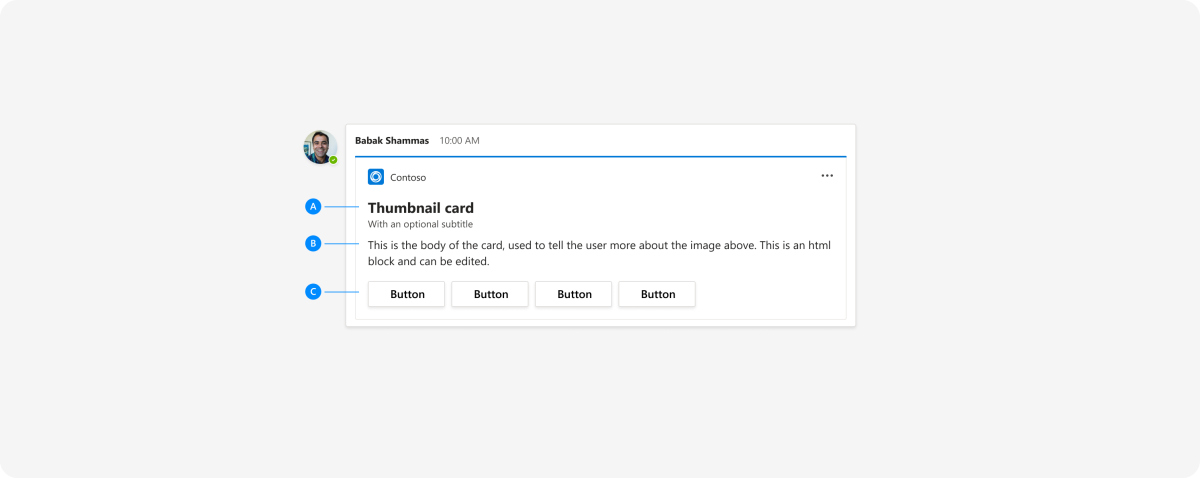 Babak Shammas 10:00 AM
Contoso
A
Thumbnail card
With an optional subtitle
B
This is the body of the card, used to tell the user more about the image above. This is an html
block and can be edited.
C
Button Button Button Button